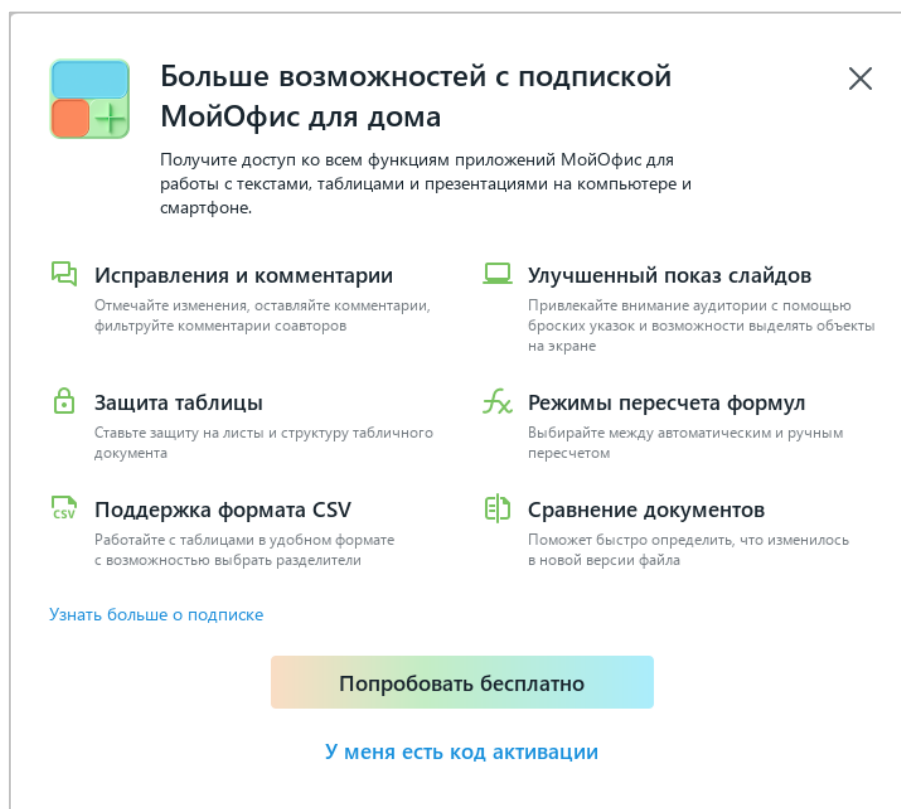 Больше возможностей с подпиской
МойОфис для дома
Получите доступ ко всем функциям приложений МойОфис для
работы с текстами, таблицами и презентациями на компьютере и
смартфоне.
Исправления и комментарии
Отмечайте изменения, оставляйте комментарии,
фильтруйте комментарии соавторов
Улучшенный показ слайдов
Привлекайте внимание аудитории с помощью
броских указок и возможности выделять объекты
на экране
Защита таблицы
Ставьте защиту на листы и структуру табличного
документа
fx
Режимы пересчета формул
Выбирайте между автоматическим и ручным
пересчетом
CSV
Поддержка формата CSV
Работайте с таблицами в удобном формате
с возможностью выбрать разделители
Сравнение документов
Поможет быстро определить, что изменилось
в новой версии файла
Узнать больше о подписке
Попробовать бесплатно
У меня есть код активации